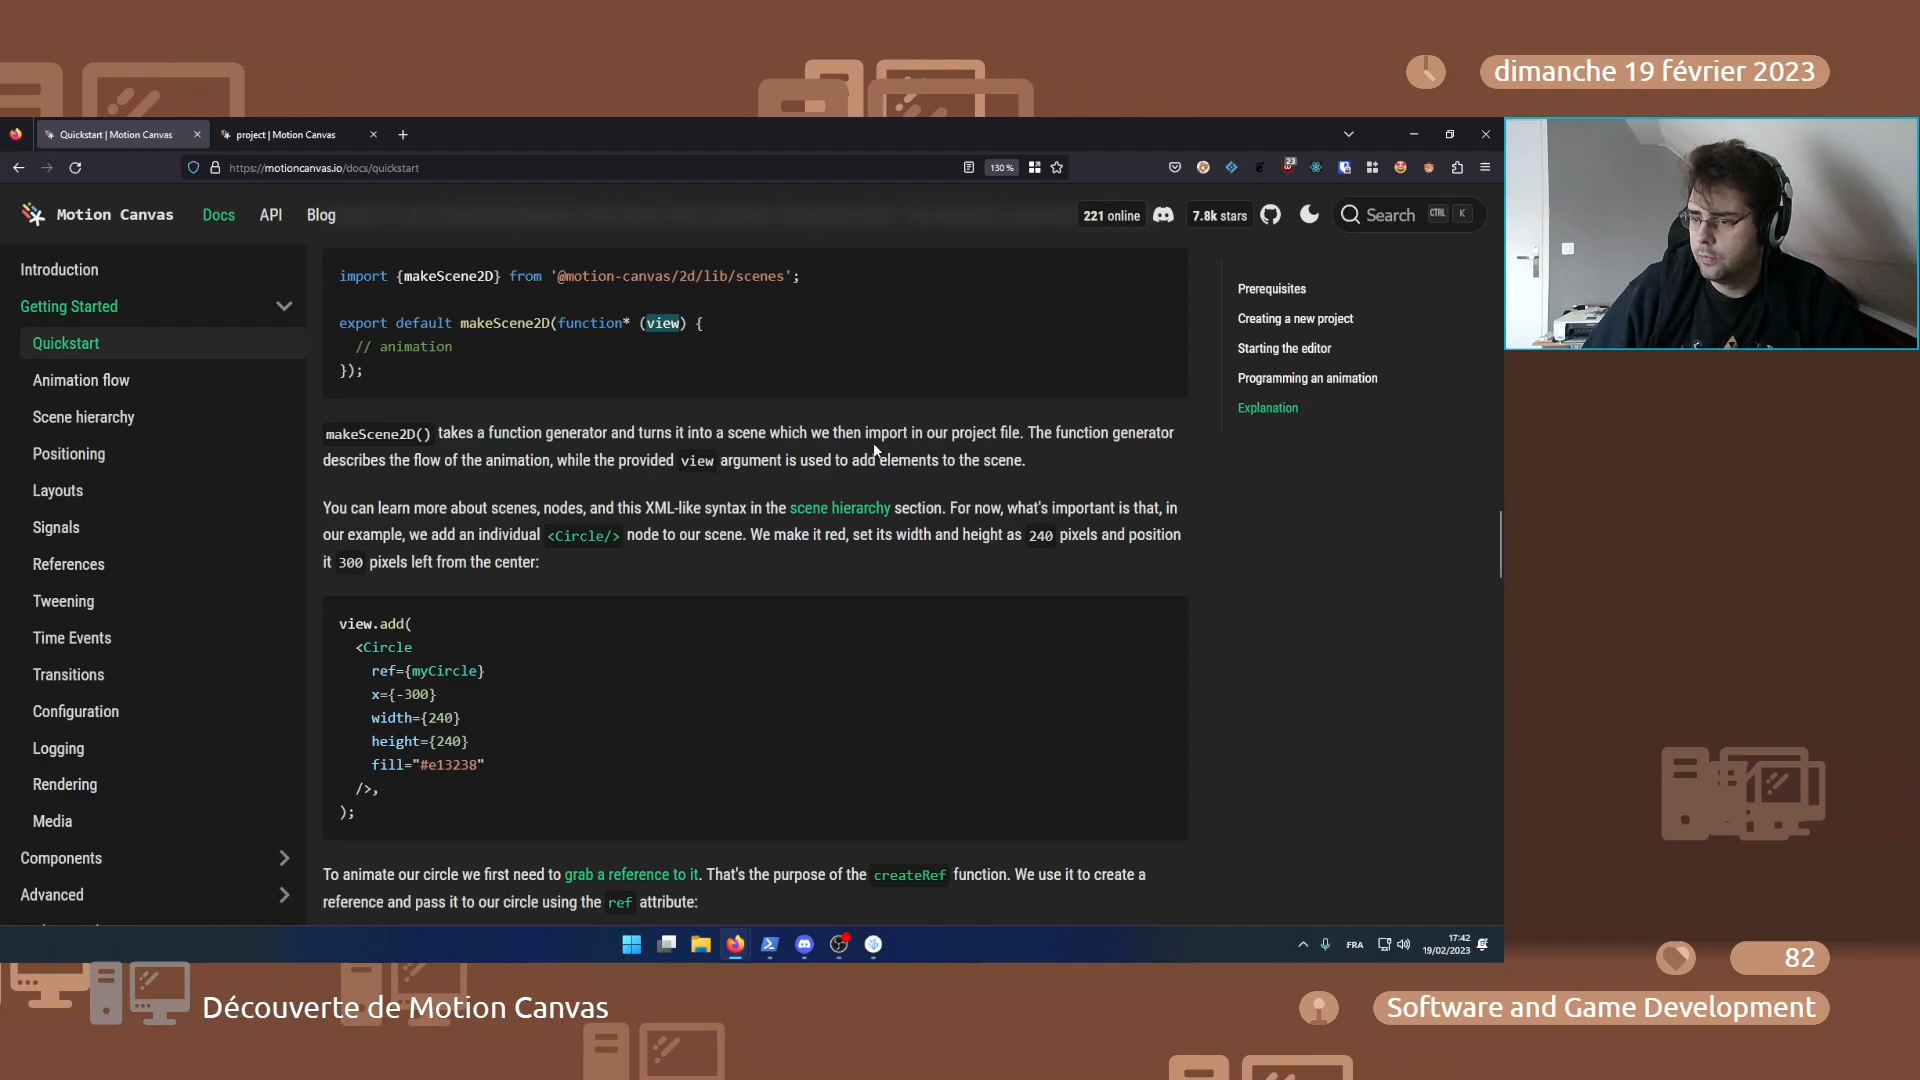 dimanche 19 février 2023
Quickstart | Motion Canvas
project | Motion Canvas
https://motioncanvas.io/docs/quickstart
130 %
23
Motion Canvas
Docs
API
Blog
221 online
7.8k stars
Search
CTRL
K
Introduction
Getting Started
Quickstart
Animation flow
Scene hierarchy
Positioning
Layouts
Signals
References
Tweening
Time Events
Transitions
Configuration
Logging
Rendering
Media
Components
Advanced
import {makeScene2D} from '@motion-canvas/2d/lib/scenes';
export default makeScene2D(function* (view) {
// animation
});
makeScene2D() takes a function generator and turns it into a scene which we then import in our project file. The function generator
describes the flow of the animation, while the provided view argument is used to add elements to the scene.
You can learn more about scenes, nodes, and this XML-like syntax in the scene hierarchy section. For now, what's important is that, in
our example, we add an individual <Circle/> node to our scene. We make it red, set its width and height as 240 pixels and position
it 300 pixels left from the center:
view.add(
<Circle
ref={myCircle}
x={-300}
width={240}
height={240}
fill="#e13238"
/>,
);
To animate our circle we first need to grab a reference to it. That's the purpose of the createRef function. We use it to create a
reference and pass it to our circle using the ref attribute:
Prerequisites
Creating a new project
Starting the editor
Programming an animation
Explanation
FRA
17:42
19/02/2023
82
Découverte de Motion Canvas
Software and Game Development